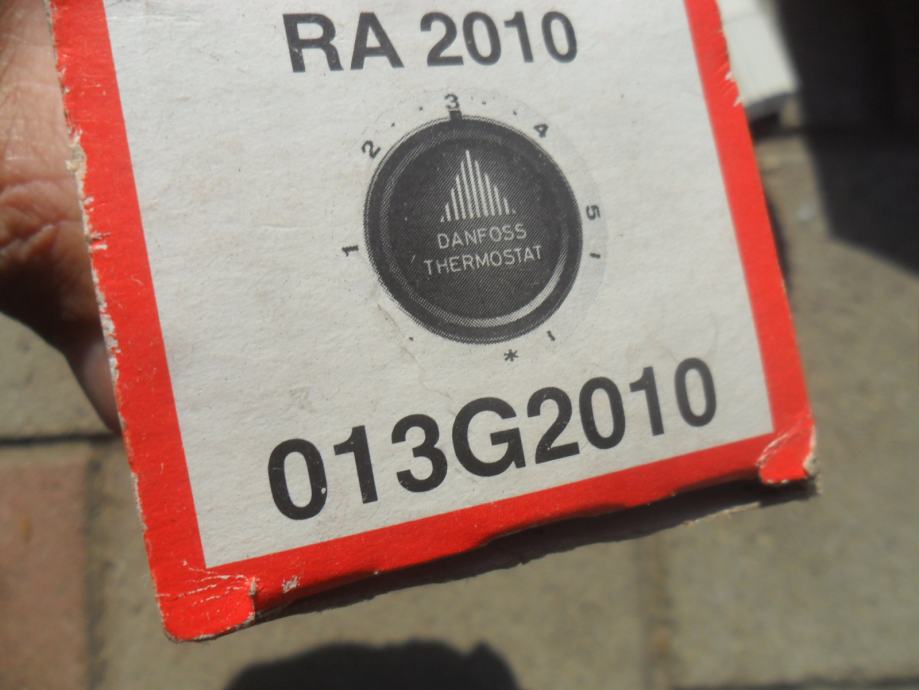 RA 2010
1 2 3 4 5
*
DANFOSS
THERMOSTAT
013G2010